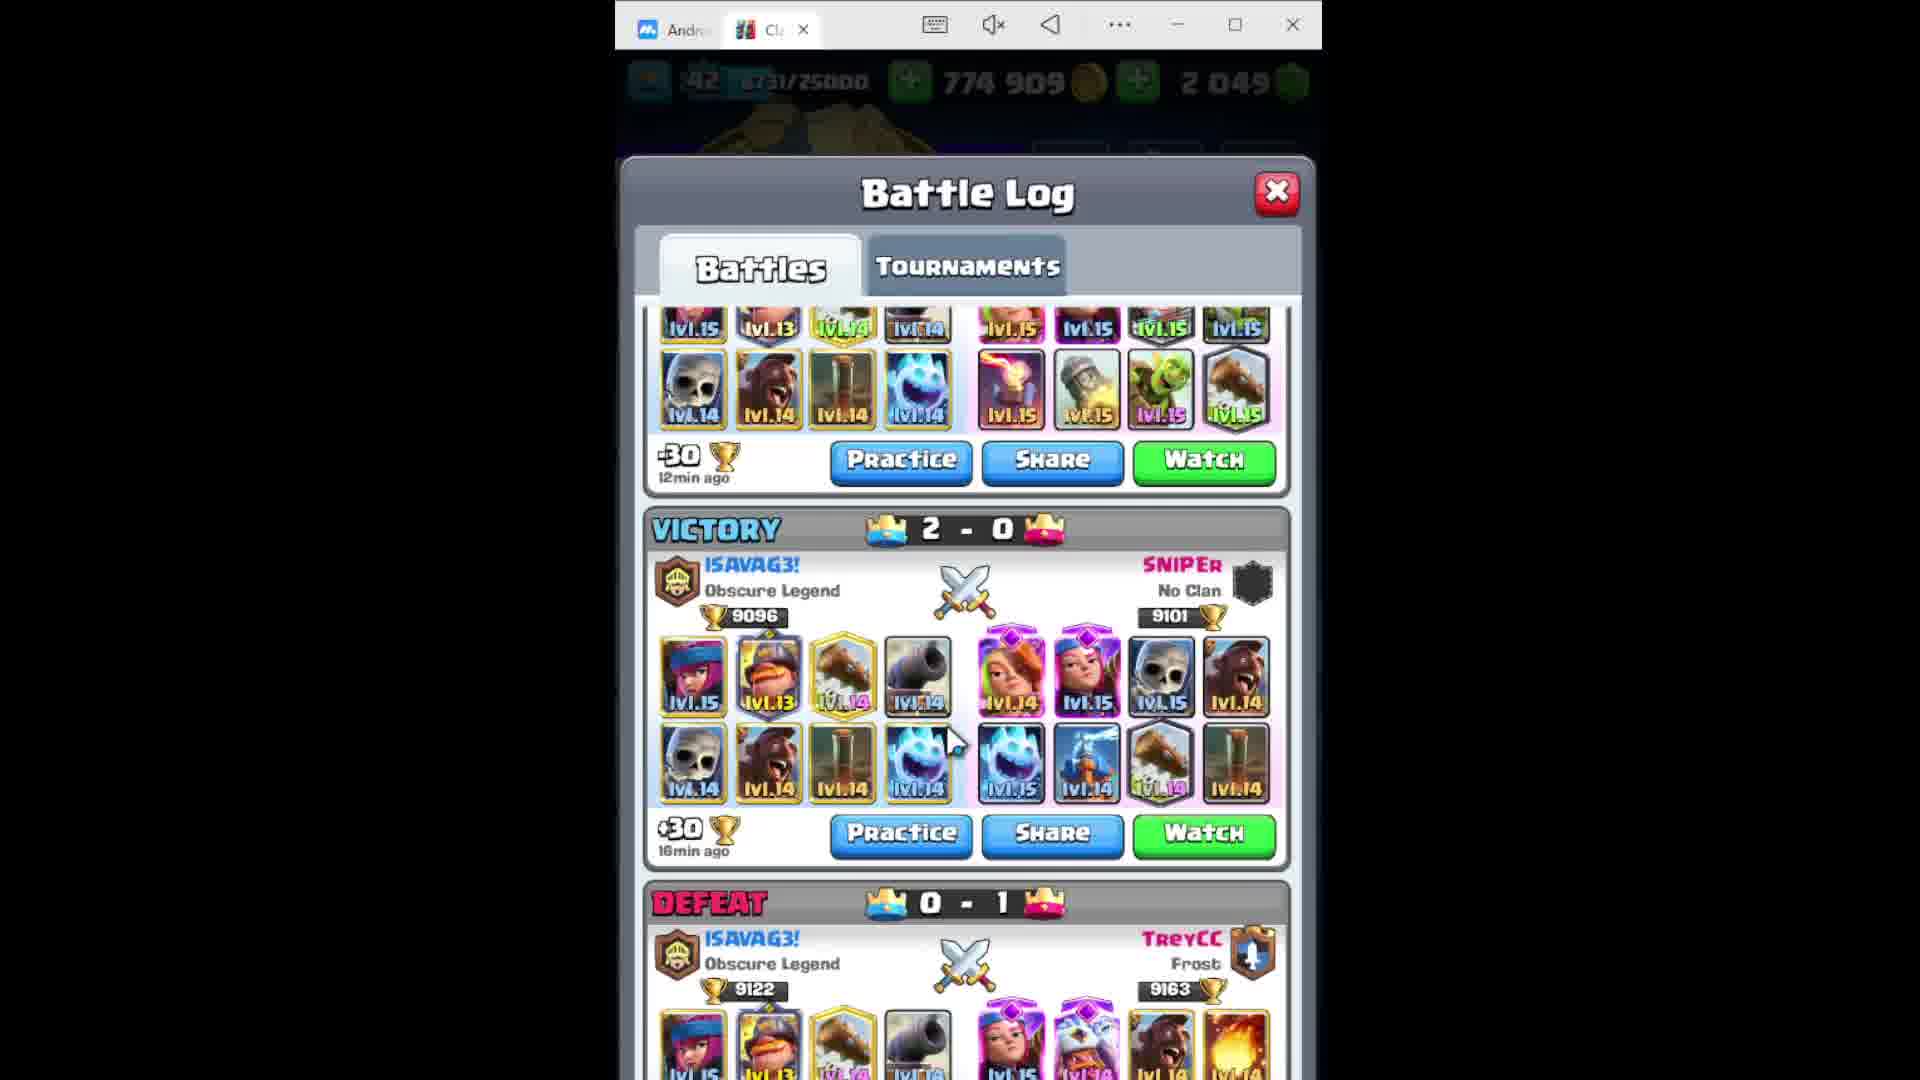 Andro
Cla
42 6731/25000 774 909 2 049
Battle Log
Battles Tournaments
lvl.15 lvl.13 lvl.14 lvl.14 lvl.15 lvl.15 lvl.15 lvl.15
lvl.14 lvl.14 lvl.14 lvl.14 lvl.15 lvl.15 lvl.15 lvl.15
-30 Practice Share Watch
12min ago
VICTORY 2 - 0
ISAVAG3! SNIPEr
Obscure Legend No Clan
9096 9101
lvl.15 lvl.13 lvl.14 lvl.14 lvl.14 lvl.15 lvl.15 lvl.14
lvl.14 lvl.14 lvl.14 lvl.14 lvl.15 lvl.14 lvl.14 lvl.14
+30 Practice Share Watch
16min ago
DEFEAT 0 - 1
ISAVAG3! TreyCC
Obscure Legend Frost
9122 9163
lvl.15 lvl.13 lvl.14 lvl.14 lvl.15 lvl.14 lvl.14 lvl.14